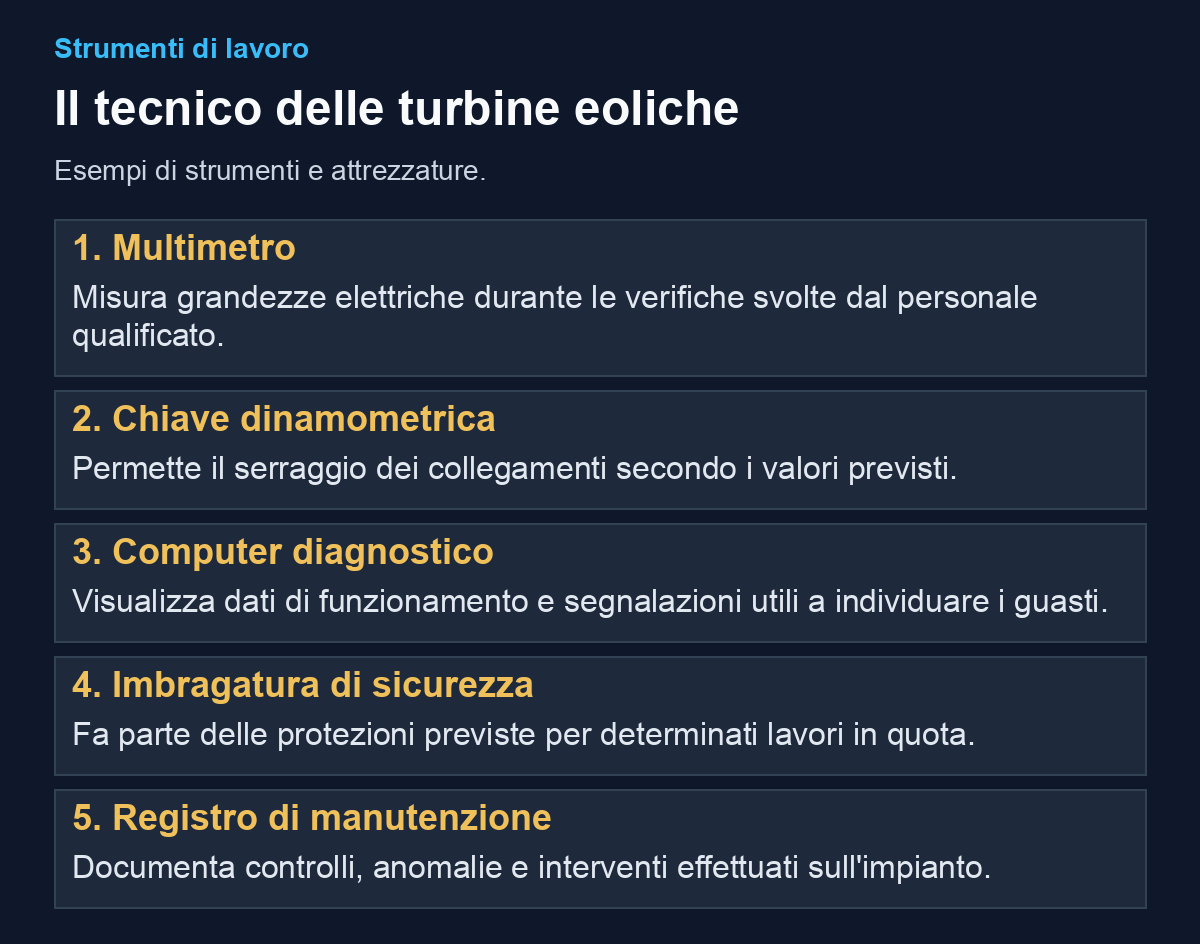 Strumenti di lavoro
Il tecnico delle turbine eoliche
Esempi di strumenti e attrezzature.
1. Multimetro
Misura grandezze elettriche durante le verifiche svolte dal personale
qualificato.
2. Chiave dinamometrica
Permette il serraggio dei collegamenti secondo i valori previsti.
3. Computer diagnostico
Visualizza dati di funzionamento e segnalazioni utili a individuare i guasti.
4. Imbragatura di sicurezza
Fa parte delle protezioni previste per determinati lavori in quota.
5. Registro di manutenzione
Documenta controlli, anomalie e interventi effettuati sull'impianto.